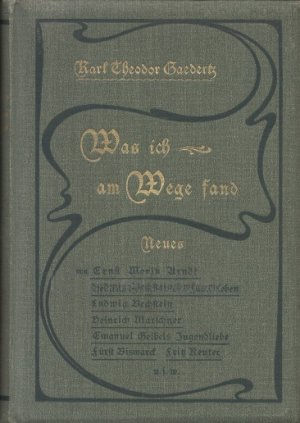 Karl Theodor Gaedertz
Was ich
am Wege fand
Neues
von Ernst Moritz Arndt
leben
Ludwig Bechstein
Heinrich Marschner
Emanuel Geibels Jugendliebe
Fürst Bismarck Fritz Reuter
u.s.w.